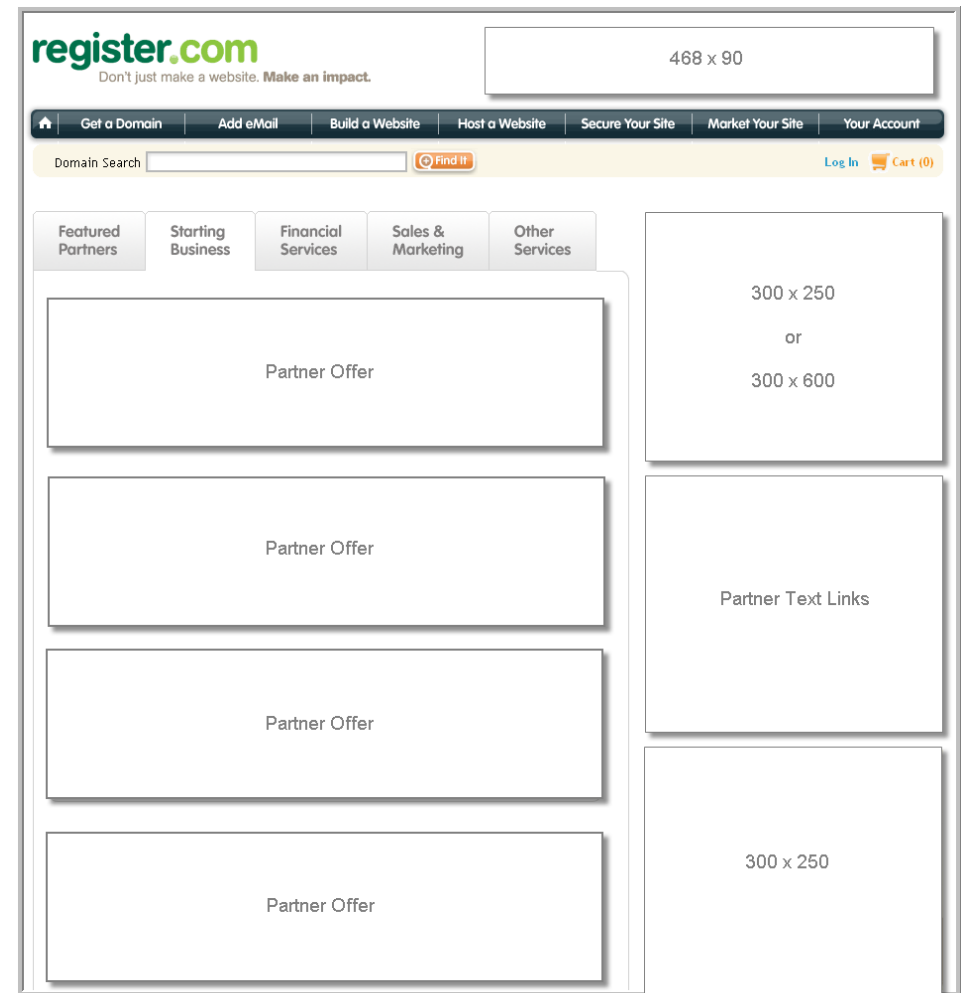 register.com
Don't just make a website. Make an impact.
468 x 90
Get a Domain
Add eMail
Build a Website
Host a Website
Secure Your Site
Market Your Site
Your Account
Domain Search
Find It
Log In
Cart (0)
Featured
Partners
Starting
Business
Financial
Services
Sales &
Marketing
Other
Services
Partner Offer
Partner Offer
Partner Offer
Partner Offer
300 x 250
or
300 x 600
Partner Text Links
300 x 250